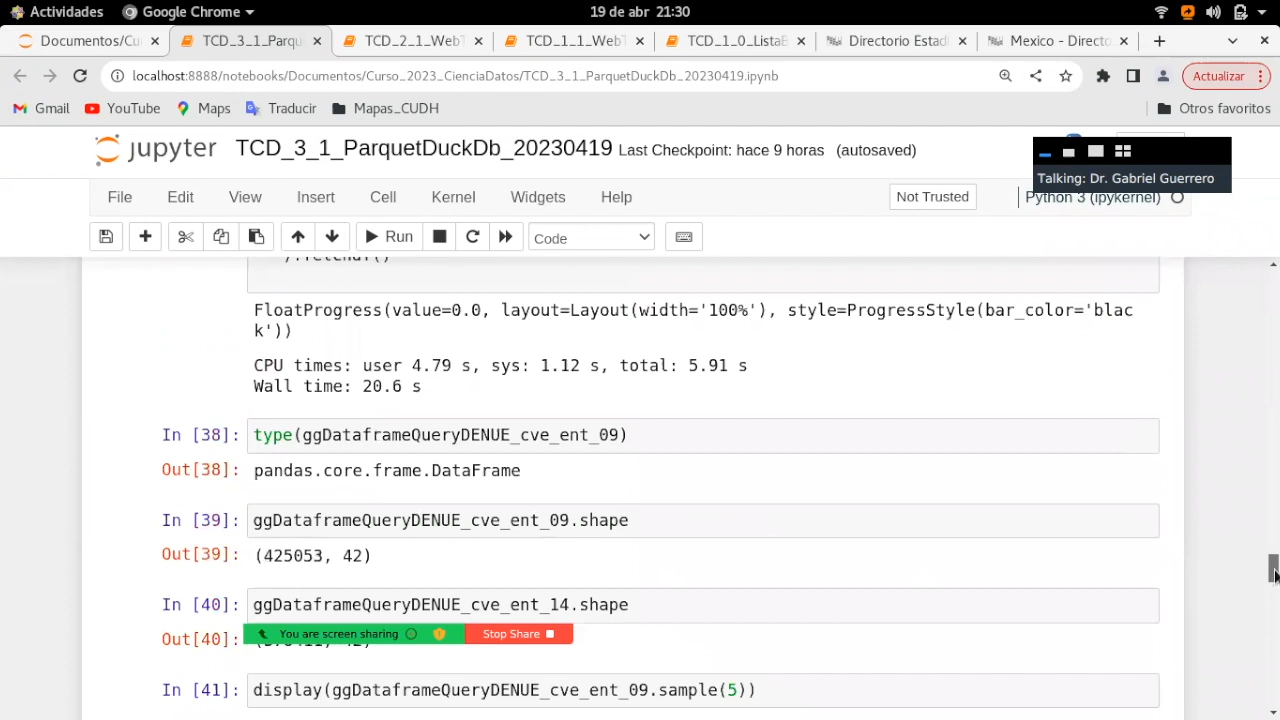 Actividades Google Chrome 19 de abr 21:30
Documentos/Cu TCD_3_1_Parqu TCD_2_1_WebT TCD_1_1_WebT TCD_1_0_ListaB Directorio Estad Mexico - Directo
localhost:8888/notebooks/Documentos/Curso_2023_CienciaDatos/TCD_3_1_ParquetDuckDb_20230419.ipynb Actualizar
Gmail YouTube Maps Traducir Mapas_CUDH Otros favoritos
jupyter TCD_3_1_ParquetDuckDb_20230419 Last Checkpoint: hace 9 horas (autosaved)
Talking: Dr. Gabriel Guerrero
File Edit View Insert Cell Kernel Widgets Help Not Trusted Python 3 (ipykernel)
Run Code
).fetchdf()
FloatProgress(value=0.0, layout=Layout(width='100%'), style=ProgressStyle(bar_color='blac
k'))
CPU times: user 4.79 s, sys: 1.12 s, total: 5.91 s
Wall time: 20.6 s
In [38]: type(ggDataframeQueryDENUE_cve_ent_09)
Out[38]: pandas.core.frame.DataFrame
In [39]: ggDataframeQueryDENUE_cve_ent_09.shape
Out[39]: (425053, 42)
In [40]: ggDataframeQueryDENUE_cve_ent_14.shape
Out[40]:
You are screen sharing Stop Share
In [41]: display(ggDataframeQueryDENUE_cve_ent_09.sample(5))